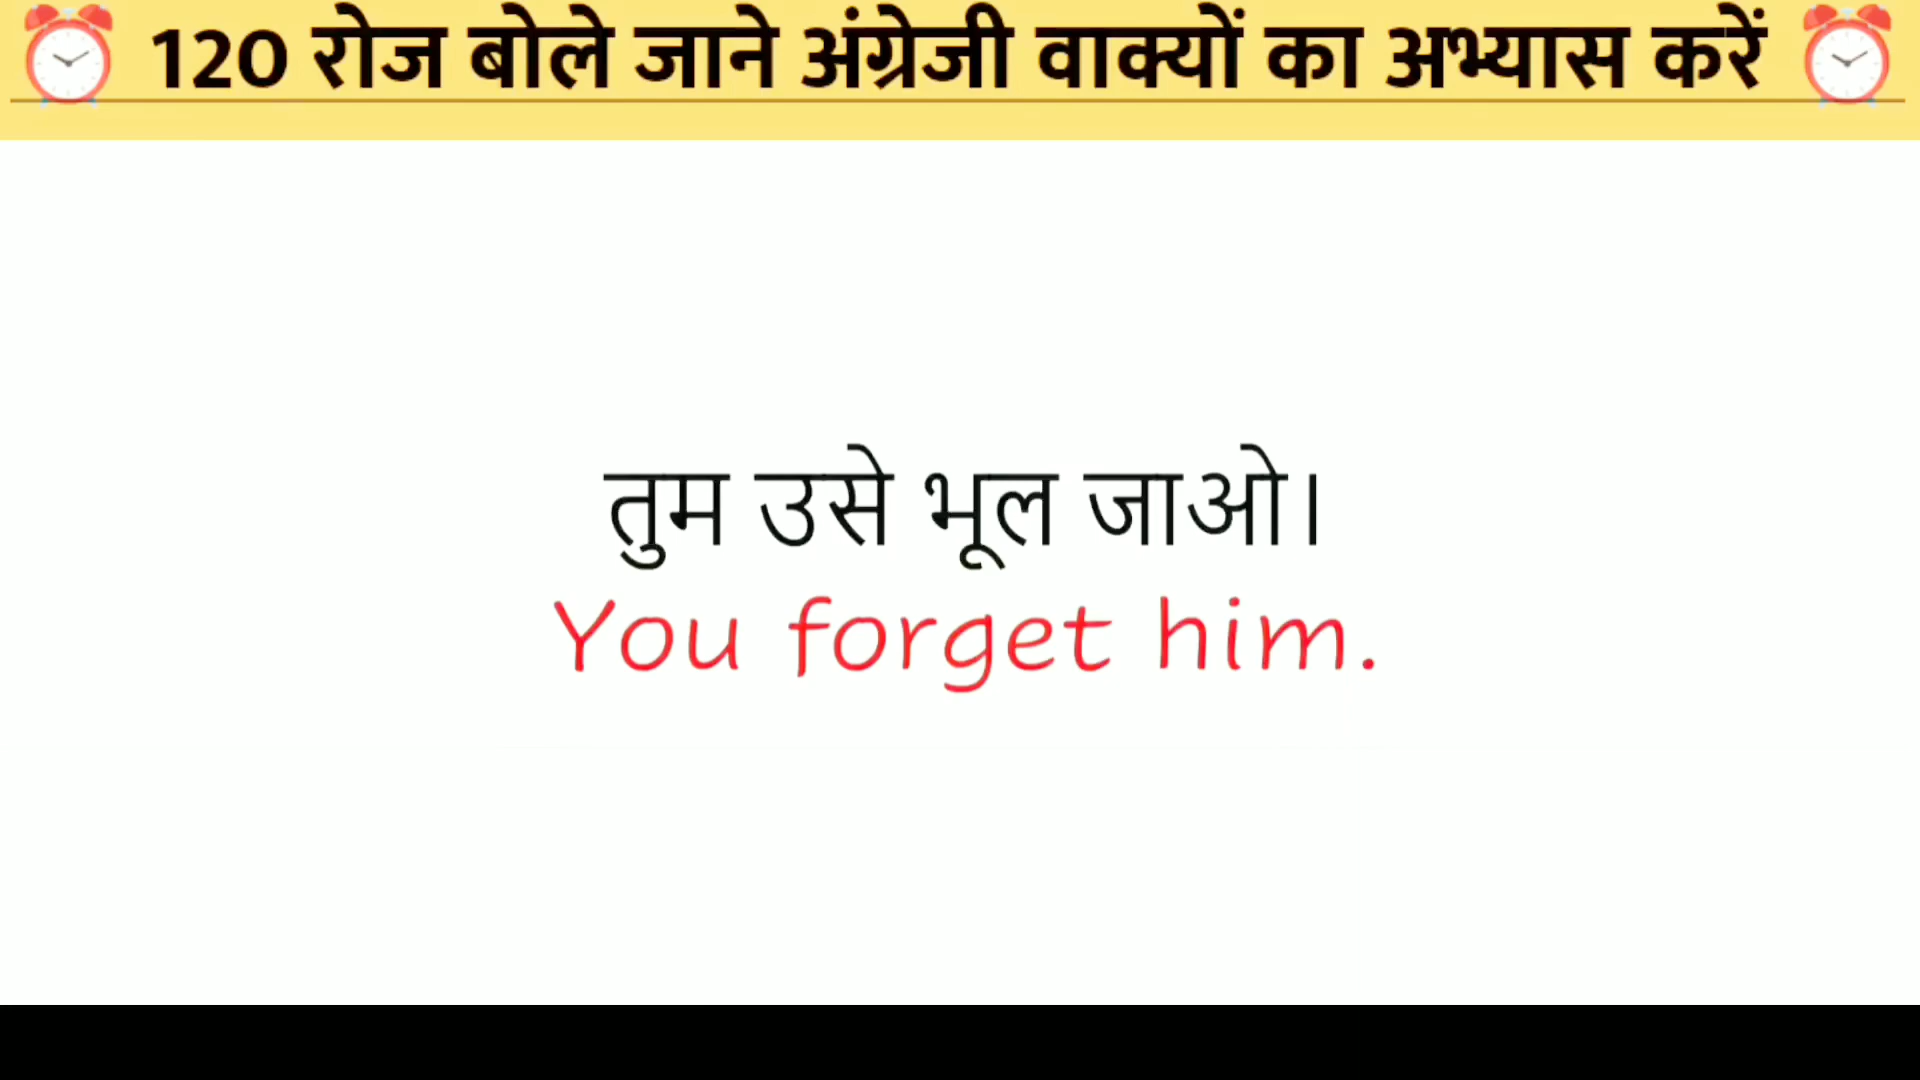 120 रोज बोले जाने अंग्रेजी वाक्यों का अभ्यास करें
तुम उसे भूल जाओ।
You forget him.